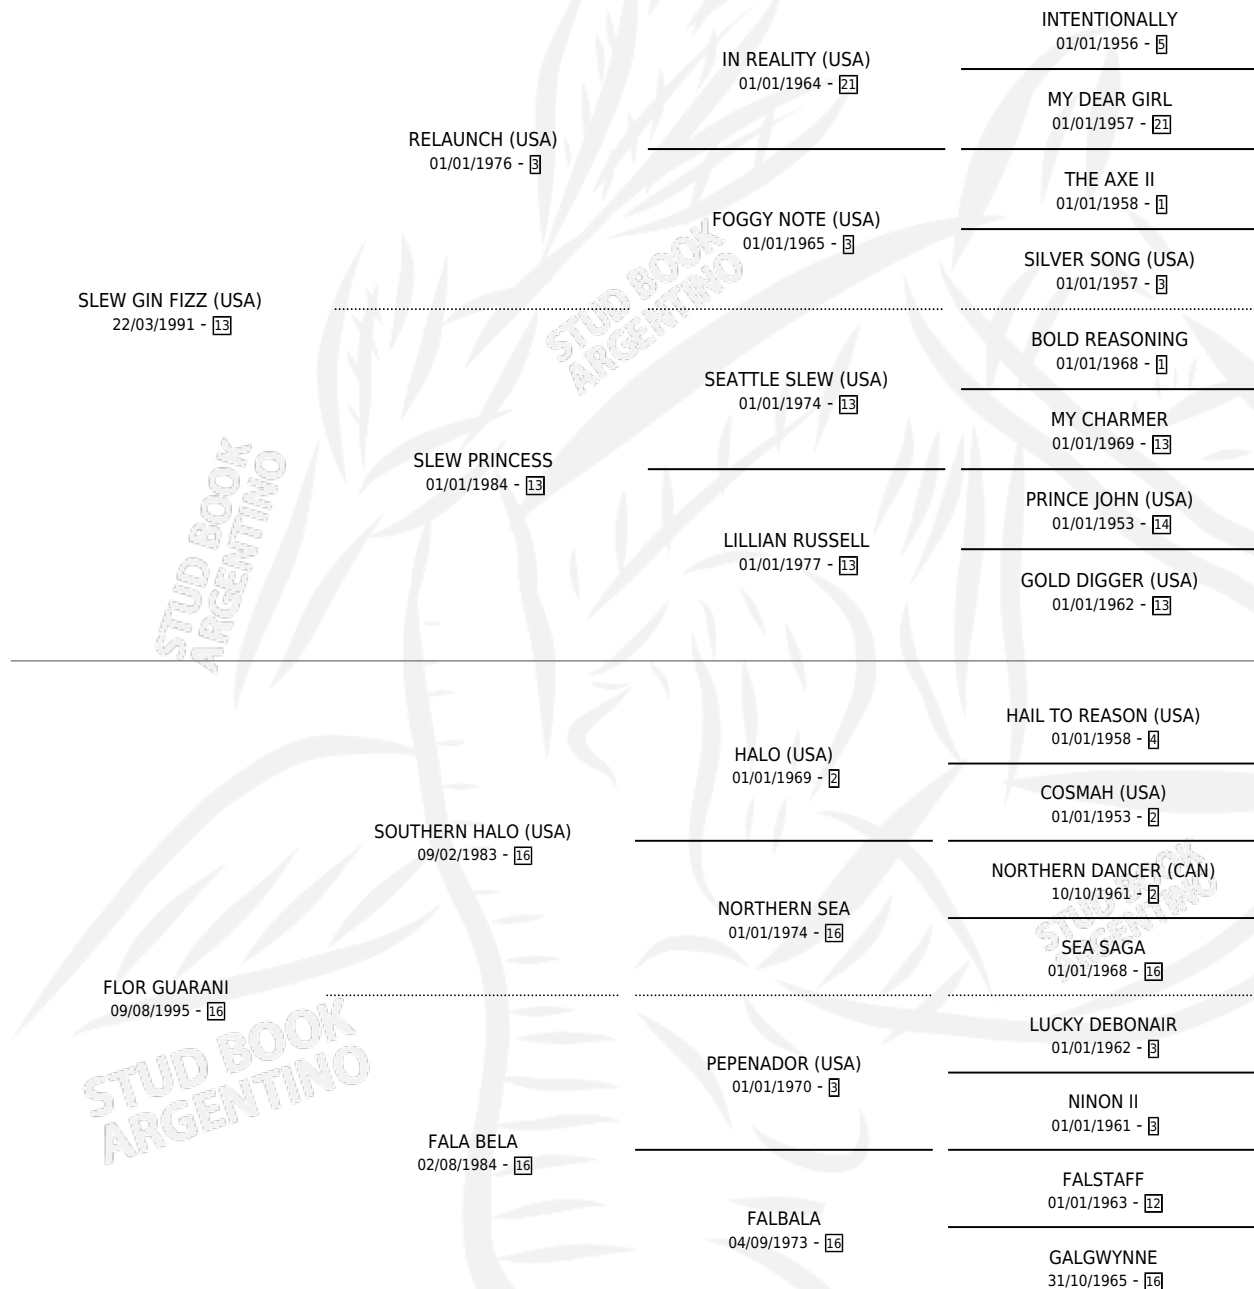 INTENTIONALLY
01/01/1956 - 5
IN REALITY (USA)
01/01/1964 - 21
MY DEAR GIRL
01/01/1957 - 21
RELAUNCH (USA)
01/01/1976 - 3
THE AXE II
01/01/1958 - 1
FOGGY NOTE (USA)
01/01/1965 - 3
SILVER SONG (USA)
01/01/1957 - 3
SLEW GIN FIZZ (USA)
22/03/1991 - 13
BOLD REASONING
01/01/1968 - 1
SEATTLE SLEW (USA)
01/01/1974 - 13
MY CHARMER
01/01/1969 - 13
SLEW PRINCESS
01/01/1984 - 13
PRINCE JOHN (USA)
01/01/1953 - 14
LILLIAN RUSSELL
01/01/1977 - 13
GOLD DIGGER (USA)
01/01/1962 - 13
HAIL TO REASON (USA)
01/01/1958 - 4
HALO (USA)
01/01/1969 - 2
COSMAH (USA)
01/01/1953 - 2
SOUTHERN HALO (USA)
09/02/1983 - 16
NORTHERN DANCER (CAN)
10/10/1961 - 2
NORTHERN SEA
01/01/1974 - 16
SEA SAGA
01/01/1968 - 16
FLOR GUARANI
09/08/1995 - 16
LUCKY DEBONAIR
01/01/1962 - 3
PEPENADOR (USA)
01/01/1970 - 3
NINON II
01/01/1961 - 3
FALA BELA
02/08/1984 - 16
FALSTAFF
01/01/1963 - 12
FALBALA
04/09/1973 - 16
GALGWYNNE
31/10/1965 - 16
STUD BOOK
ARGENTINO
STUD BOOK
ARGENTINO
STUD BOOK
ARGENTINO
STUD BOOK
ARGENTINO